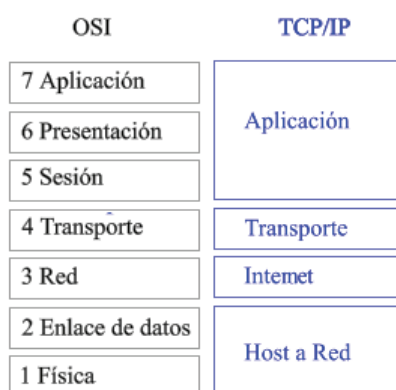 OSI
TCP/IP
7 Aplicación
6 Presentación
5 Sesión
Aplicación
4 Transporte
Transporte
3 Red
Internet
2 Enlace de datos
1 Física
Host a Red